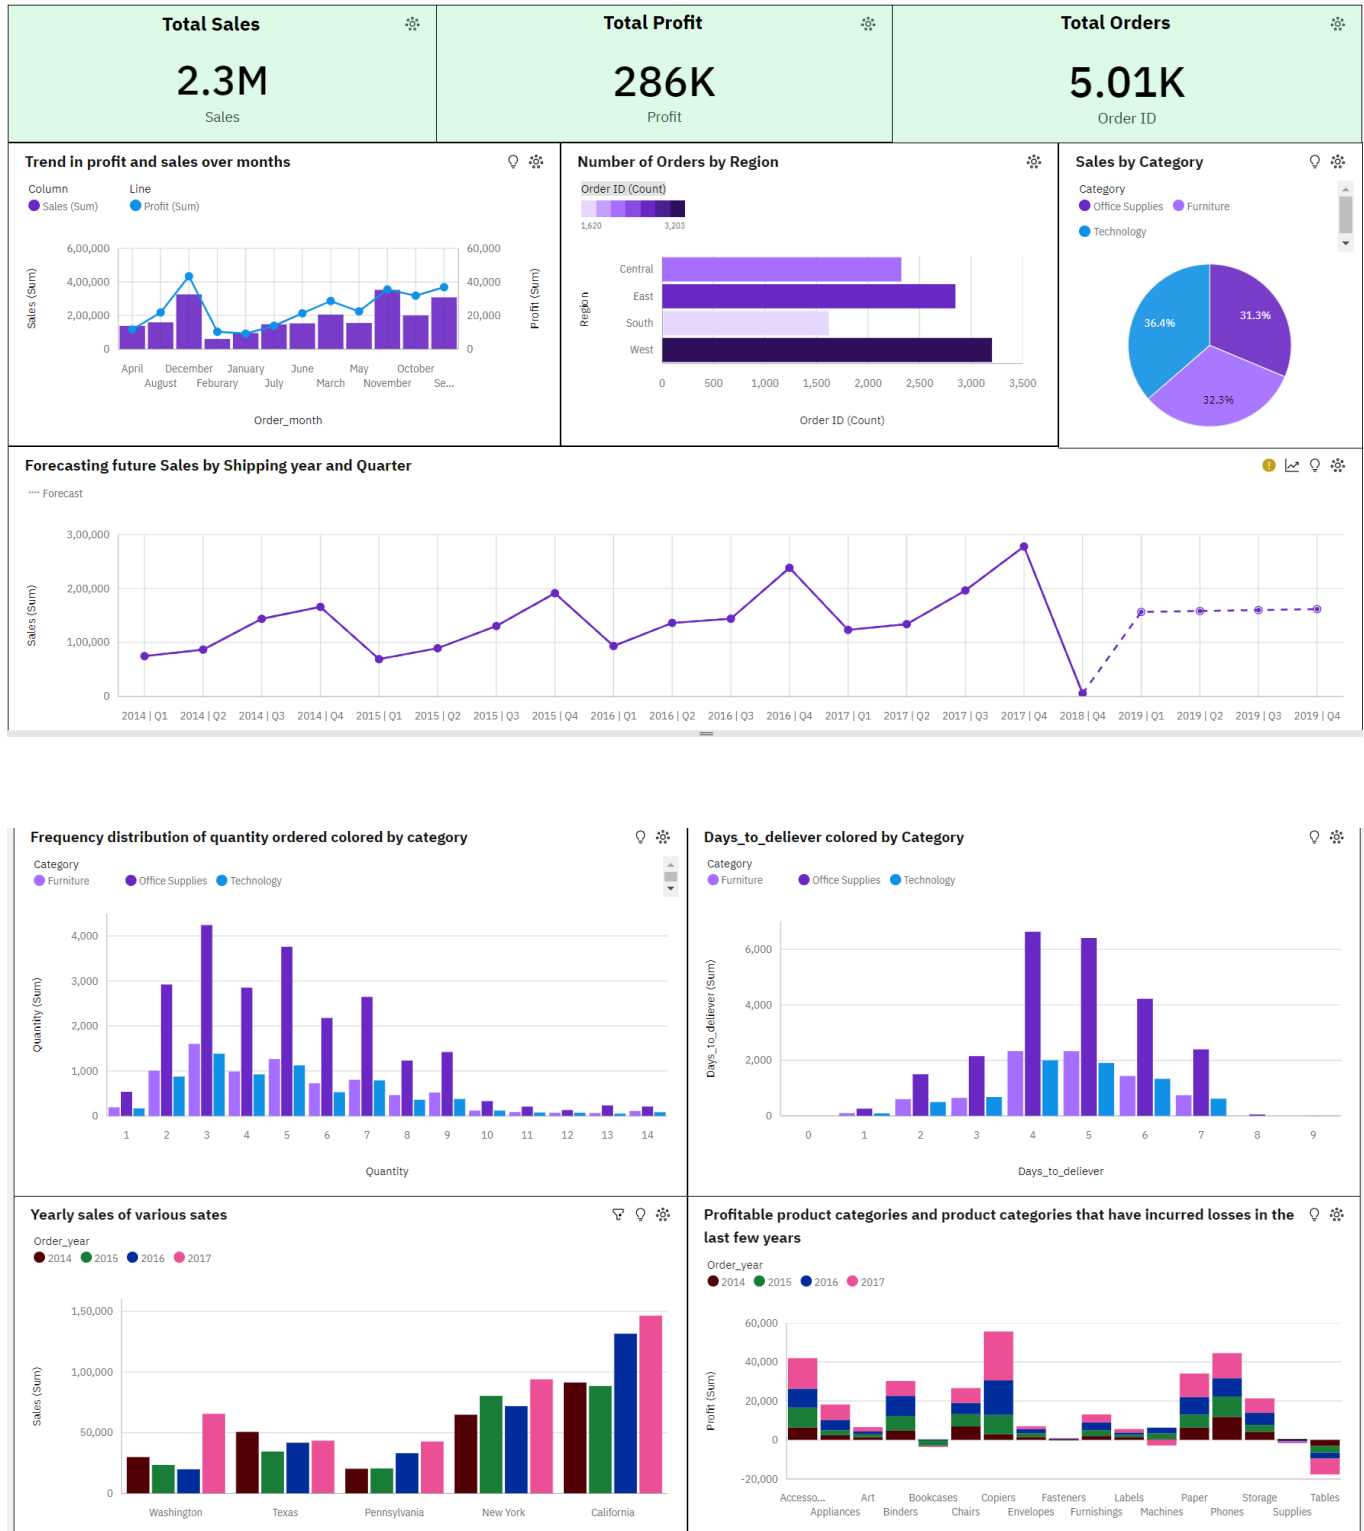 Total Sales
2.3M
Sales
Total Profit
286K
Profit
Total Orders
5.01K
Order ID
Trend in profit and sales over months
Column
Line
Sales (Sum)
Profit (Sum)
6,00,000
4,00,000
2,00,000
0
60,000
40,000
20,000
0
Sales (Sum)
Profit (Sum)
April
December
January
June
May
October
August
Feburary
July
March
November
Se...
Order_month
Number of Orders by Region
Order ID (Count)
1,620
3,203
Region
Central
East
South
West
0
500
1,000
1,500
2,000
2,500
3,000
3,500
Order ID (Count)
Sales by Category
Category
Office Supplies
Furniture
Technology
36.4%
31.3%
32.3%
Forecasting future Sales by Shipping year and Quarter
Forecast
3,00,000
2,00,000
1,00,000
0
Sales (Sum)
2014 | Q1
2014 | Q2
2014 | Q3
2014 | Q4
2015 | Q1
2015 | Q2
2015 | Q3
2015 | Q4
2016 | Q1
2016 | Q2
2016 | Q3
2016 | Q4
2017 | Q1
2017 | Q2
2017 | Q3
2017 | Q4
2018 | Q4
2019 | Q1
2019 | Q2
2019 | Q3
2019 | Q4
Frequency distribution of quantity ordered colored by category
Category
Furniture
Office Supplies
Technology
4,000
3,000
2,000
1,000
0
Quantity (Sum)
1
2
3
4
5
6
7
8
9
10
11
12
13
14
Quantity
Days_to_deliever colored by Category
Category
Furniture
Office Supplies
Technology
6,000
4,000
2,000
0
Days_to_deliever (Sum)
0
1
2
3
4
5
6
7
8
9
Days_to_deliever
Yearly sales of various sates
Order_year
2014
2015
2016
2017
1,50,000
1,00,000
50,000
0
Sales (Sum)
Washington
Texas
Pennsylvania
New York
California
Profitable product categories and product categories that have incurred losses in the
last few years
Order_year
2014
2015
2016
2017
60,000
40,000
20,000
0
-20,000
Profit (Sum)
Accesso...
Art
Bookcases
Copiers
Fasteners
Labels
Paper
Storage
Tables
Appliances
Binders
Chairs
Envelopes
Furnishings
Machines
Phones
Supplies